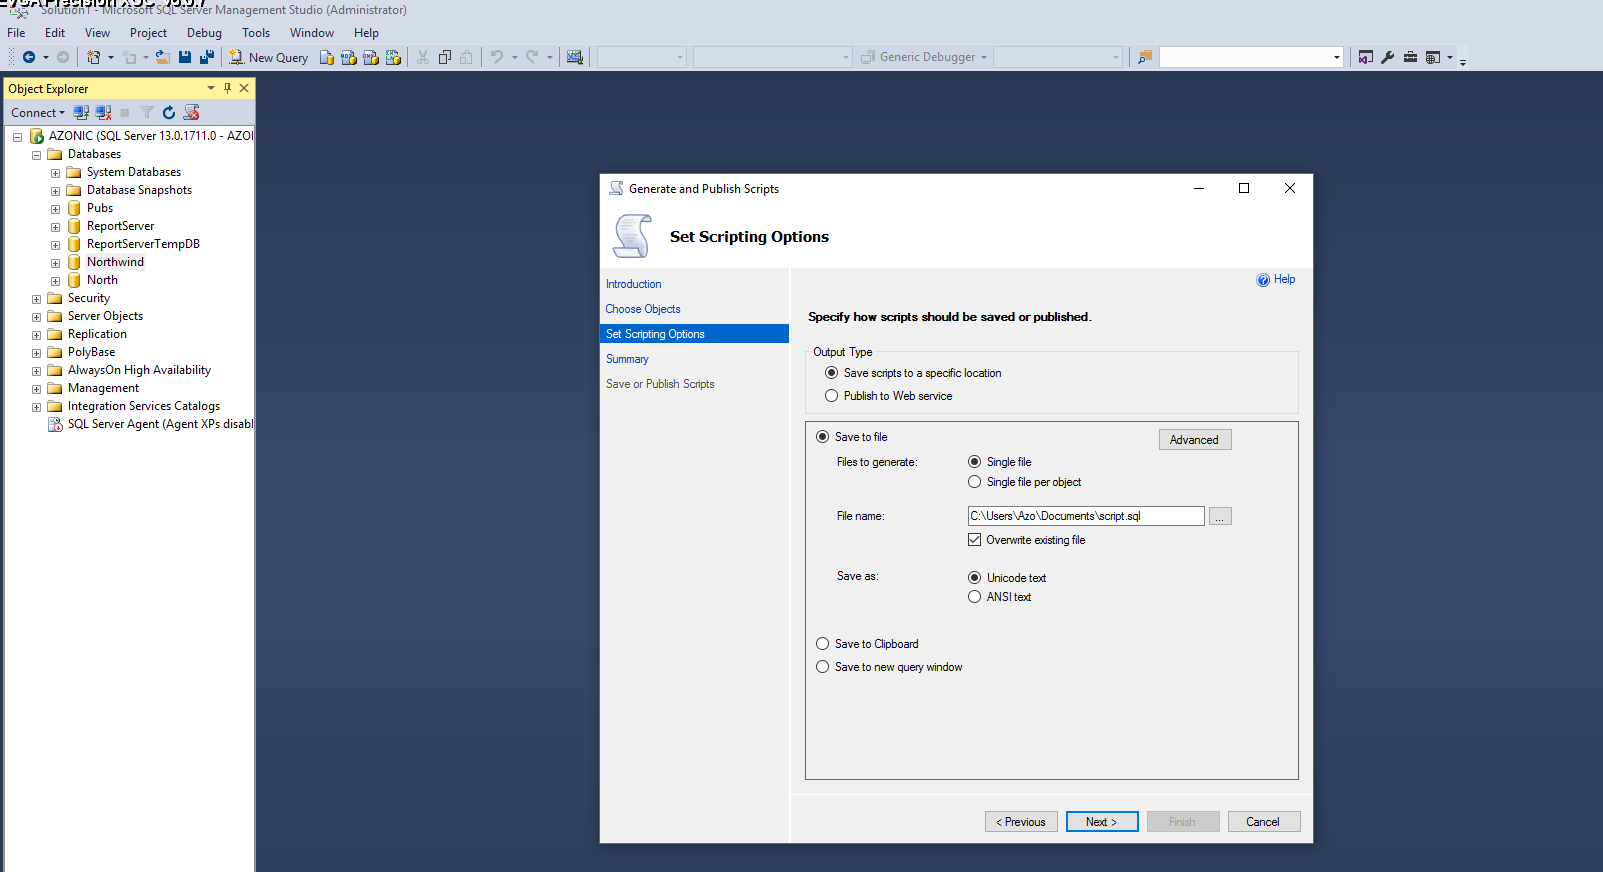 EVGA Precision XOC v6.0.7
Solution1 - Microsoft SQL Server Management Studio (Administrator)
File Edit View Project Debug Tools Window Help
New Query
Generic Debugger
Object Explorer
Connect
AZONIC (SQL Server 13.0.1711.0 - AZO
Databases
System Databases
Database Snapshots
Pubs
ReportServer
ReportServerTempDB
Northwind
North
Security
Server Objects
Replication
PolyBase
AlwaysOn High Availability
Management
Integration Services Catalogs
SQL Server Agent (Agent XPs disabl
Generate and Publish Scripts
Set Scripting Options
Introduction
Choose Objects
Set Scripting Options
Summary
Save or Publish Scripts
Help
Specify how scripts should be saved or published.
Output Type
Save scripts to a specific location
Publish to Web service
Save to file
Advanced
Files to generate:
Single file
Single file per object
File name:
C:\Users\Azo\Documents\script.sql
...
Overwrite existing file
Save as:
Unicode text
ANSI text
Save to Clipboard
Save to new query window
< Previous
Next >
Finish
Cancel